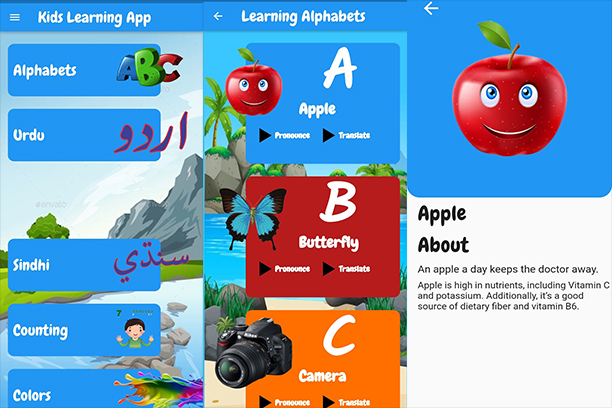 Kids Learning App
Alphabets
ABC
Urdu
اردو
Sindhi
سنڌي
Counting
7
Colors
Learning Alphabets
A
Apple
Pronounce Translate
B
Butterfly
Pronounce Translate
C
Camera
Pronounce Translate
Nikon
Apple
About
An apple a day keeps the doctor away.
Apple is high in nutrients, including Vitamin C
and potassium. Additionally, it's a good
source of dietary fiber and vitamin B6.